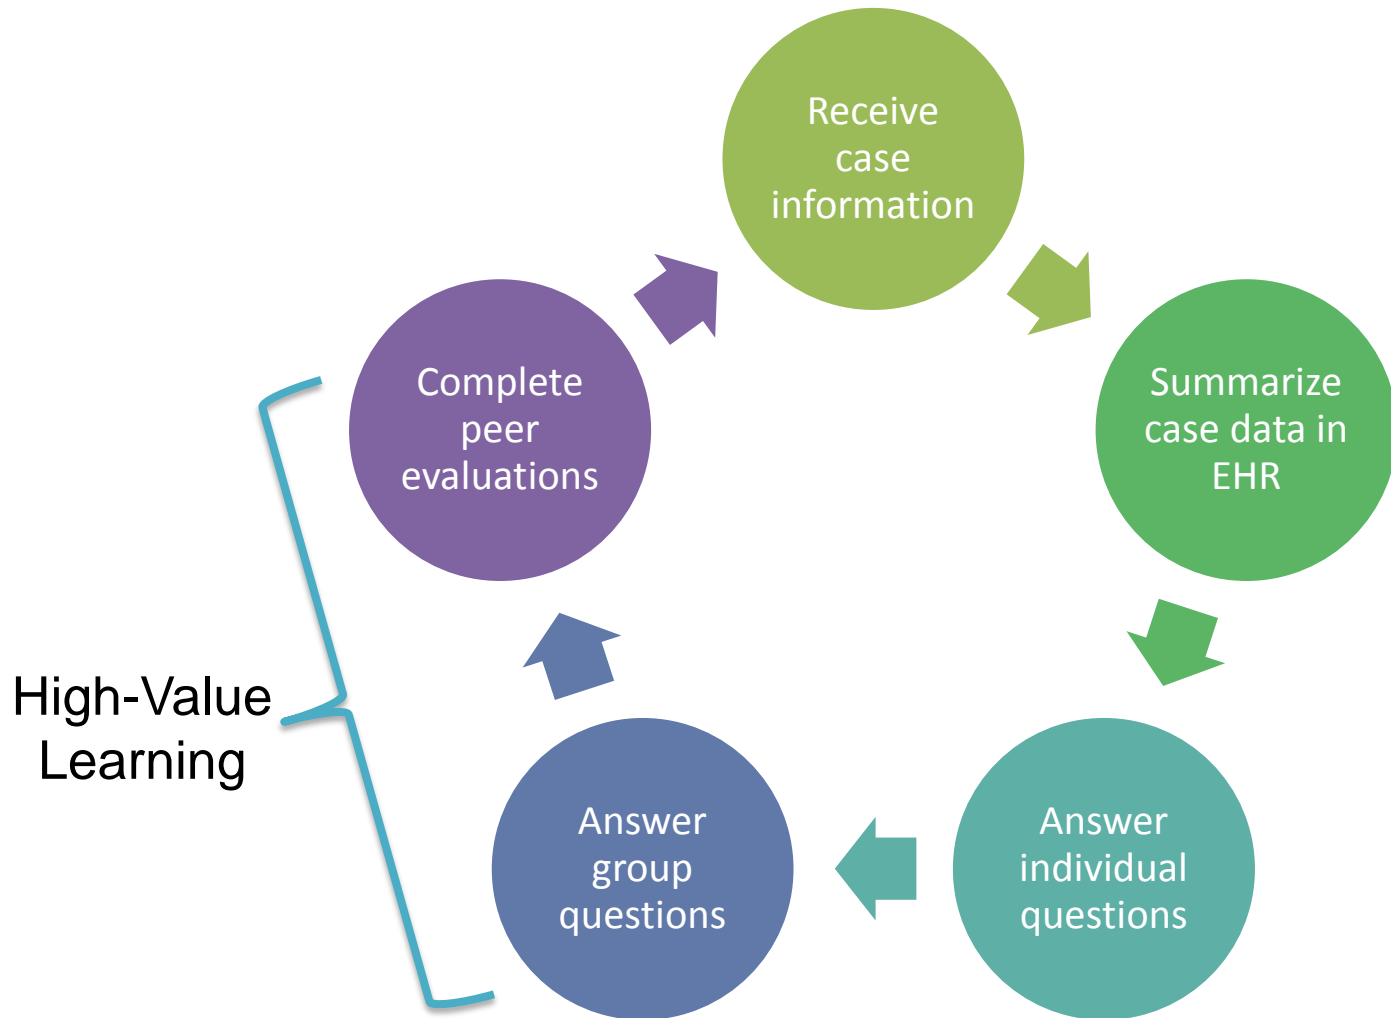 Receive
case
information
Summarize
case data in
EHR
Answer
individual
questions
Answer
group
questions
Complete
peer
evaluations
High-Value
Learning